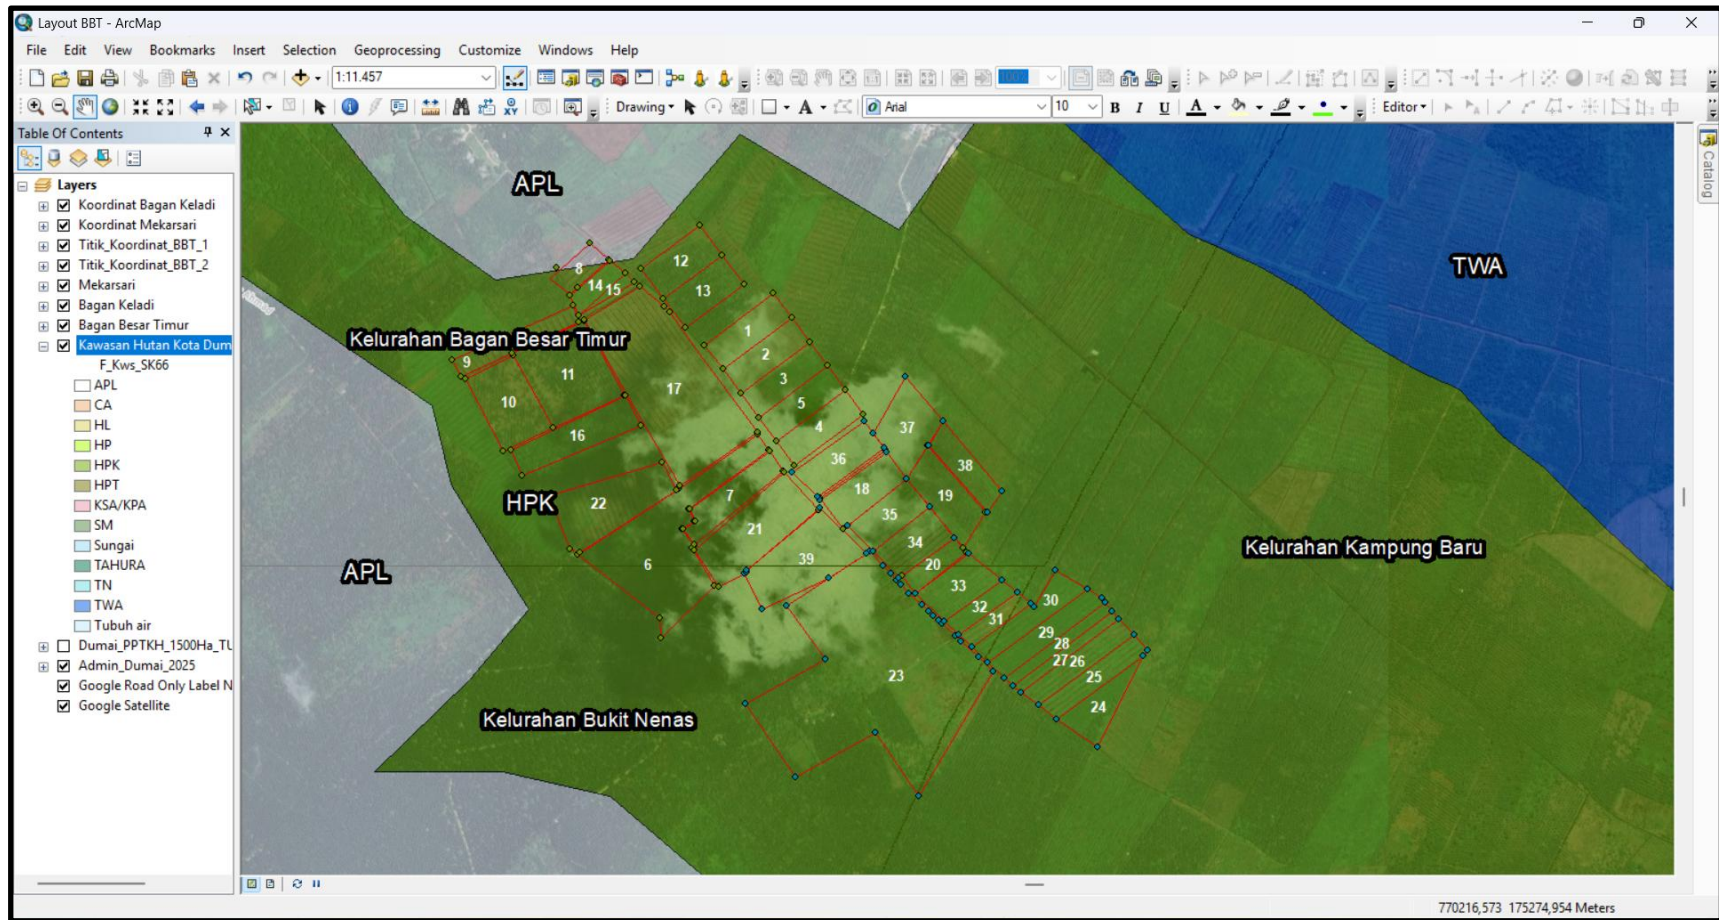 Layout BBT - ArcMap
File Edit View Bookmarks Insert Selection Geoprocessing Customize Windows Help
1:11.457
100%
Drawing
Arial
10
B I U A
Editor
Table Of Contents
Layers
Koordinat Bagan Keladi
Koordinat Mekarsari
Titik_Koordinat_BBT_1
Titik_Koordinat_BBT_2
Mekarsari
Bagan Keladi
Bagan Besar Timur
Kawasan Hutan Kota Dum
F_Kws_SK66
APL
CA
HL
HP
HPK
HPT
KSA/KPA
SM
Sungai
TAHURA
TN
TWA
Tubuh air
Dumai_PPTKH_1500Ha_TU
Admin_Dumai_2025
Google Road Only Label N
Google Satellite
Catalog
APL
TWA
8
12
14
15
13
Kelurahan Bagan Besar Timur
1
2
9
11
17
3
10
5
16
4
37
36
38
HPK
22
7
18
19
21
35
34
Kelurahan Kampung Baru
APL
6
39
20
33
32
31
30
29
28
27
26
25
24
23
Kelurahan Bukit Nenas
770216,573 175274,954 Meters